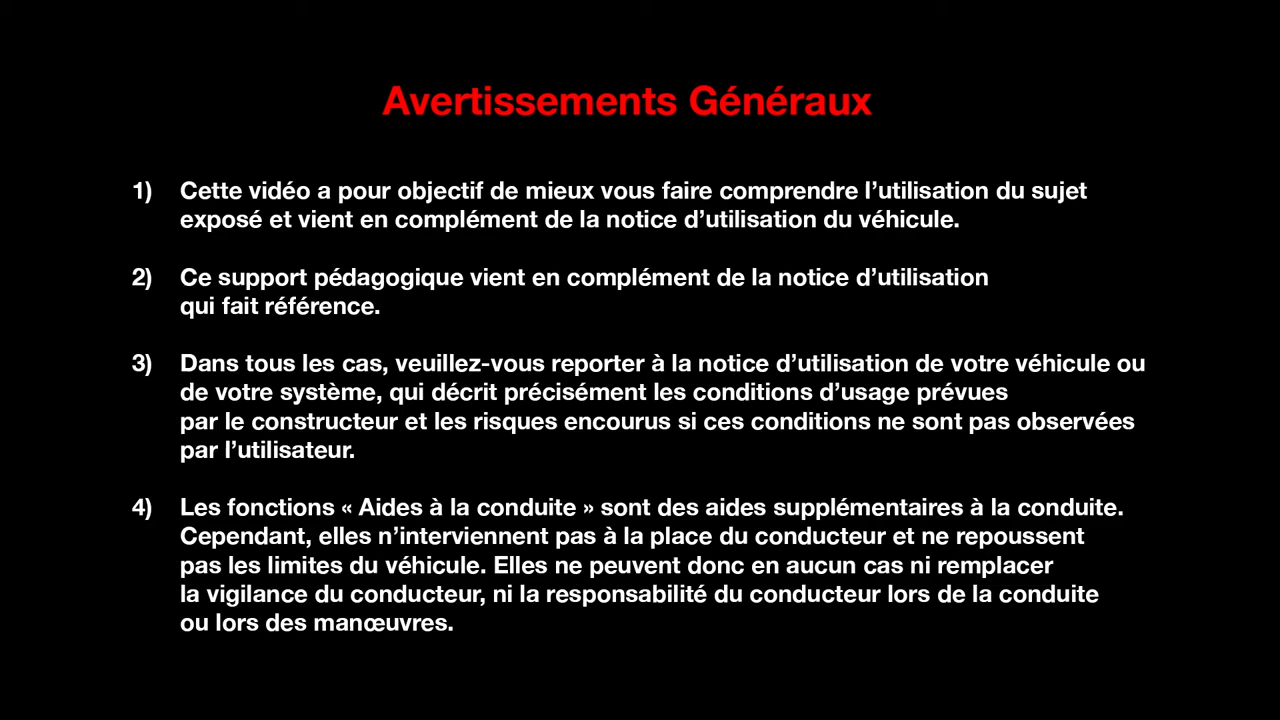 Avertissements Généraux
1) Cette vidéo a pour objectif de mieux vous faire comprendre l’utilisation du sujet
exposé et vient en complément de la notice d’utilisation du véhicule.
2) Ce support pédagogique vient en complément de la notice d’utilisation
qui fait référence.
3) Dans tous les cas, veuillez-vous reporter à la notice d’utilisation de votre véhicule ou
de votre système, qui décrit précisément les conditions d’usage prévues
par le constructeur et les risques encourus si ces conditions ne sont pas observées
par l’utilisateur.
4) Les fonctions « Aides à la conduite » sont des aides supplémentaires à la conduite.
Cependant, elles n’interviennent pas à la place du conducteur et ne repoussent
pas les limites du véhicule. Elles ne peuvent donc en aucun cas ni remplacer
la vigilance du conducteur, ni la responsabilité du conducteur lors de la conduite
ou lors des manœuvres.